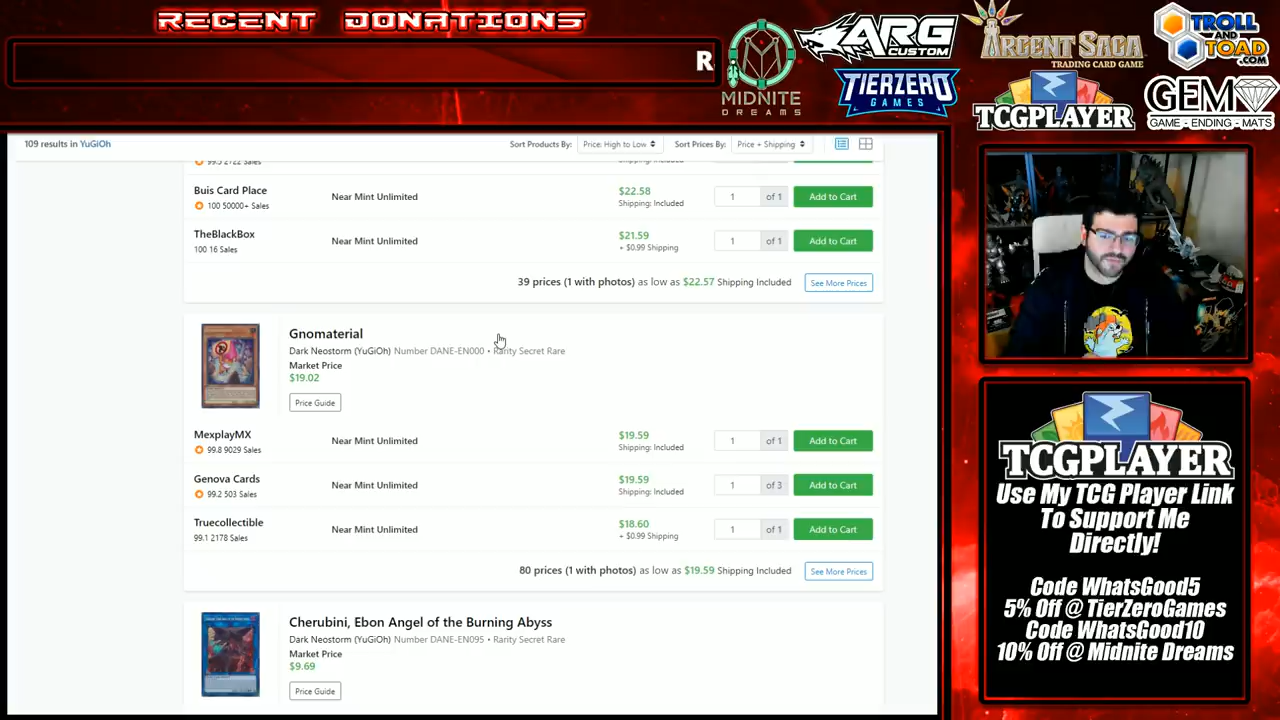 RECENT DONATIONS
R
MIDNITE
DREAMS
ARG
CUSTOM
TIERZERO
GAMES
ARGENT
SAGA
TRADING CARD GAME
TROLL
AND
TOAD
.COM
TCGPLAYER
GEM
GAME - ENDING - MATS
109 results in YuGiOh
Sort Products By: Price: High to Low
Sort Prices By: Price + Shipping
99.5 2722 Sales
Shipping: Included
Buis Card Place
100 50000+ Sales
Near Mint Unlimited
$22.58
Shipping: Included
1 of 1
Add to Cart
TheBlackBox
100 16 Sales
Near Mint Unlimited
$21.59
+ $0.99 Shipping
1 of 1
Add to Cart
39 prices (1 with photos) as low as $22.57 Shipping Included
See More Prices
Gnomaterial
Dark Neostorm (YuGiOh) Number DANE-EN000 • Rarity Secret Rare
Market Price
$19.02
Price Guide
MexplayMX
99.8 9029 Sales
Near Mint Unlimited
$19.59
Shipping: Included
1 of 1
Add to Cart
Genova Cards
99.2 503 Sales
Near Mint Unlimited
$19.59
Shipping: Included
1 of 3
Add to Cart
Truecollectible
99.1 2178 Sales
Near Mint Unlimited
$18.60
+ $0.99 Shipping
1 of 1
Add to Cart
80 prices (1 with photos) as low as $19.59 Shipping Included
See More Prices
Cherubini, Ebon Angel of the Burning Abyss
Dark Neostorm (YuGiOh) Number DANE-EN095 • Rarity Secret Rare
Market Price
$9.69
Price Guide
TCGPLAYER
Use My TCG Player Link
To Support Me
Directly!
Code WhatsGood5
5% Off @ TierZeroGames
Code WhatsGood10
10% Off @ Midnite Dreams